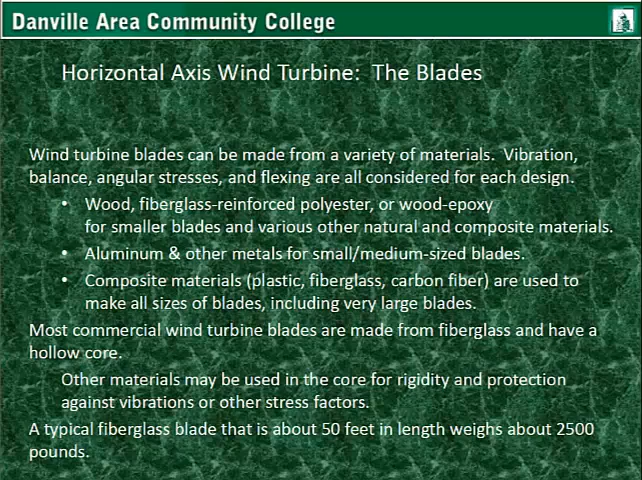 Danville Area Community College
Horizontal Axis Wind Turbine:  The Blades
Wind turbine blades can be made from a variety of materials.  Vibration,
balance, angular stresses, and flexing are all considered for each design.
• Wood, fiberglass-reinforced polyester, or wood-epoxy
for smaller blades and various other natural and composite materials.
• Aluminum & other metals for small/medium-sized blades.
• Composite materials (plastic, fiberglass, carbon fiber) are used to
make all sizes of blades, including very large blades.
Most commercial wind turbine blades are made from fiberglass and have a
hollow core.
Other materials may be used in the core for rigidity and protection
against vibrations or other stress factors.
A typical fiberglass blade that is about 50 feet in length weighs about 2500
pounds.